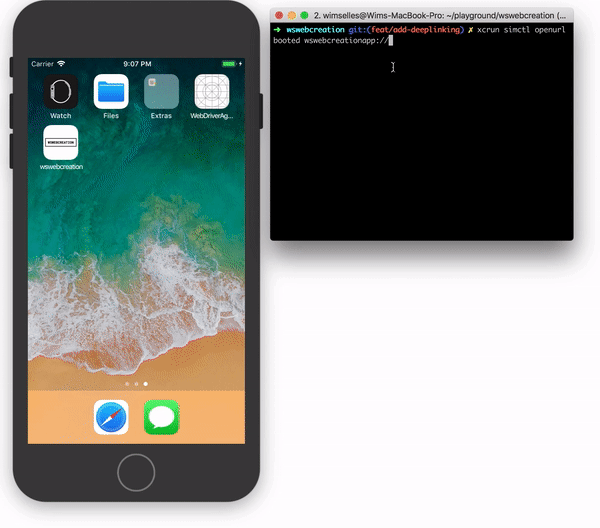 Carrier 9:07 PM
Watch Files Extras WebDriverAg...
WSWEBCREATION
wswebcreation
2. wimselles@Wims-MacBook-Pro: ~/playground/wswebcreation (...
➜ wswebcreation git:(feat/add-deeplinking) ✗ xcrun simctl openurl
booted wswebcreationapp://